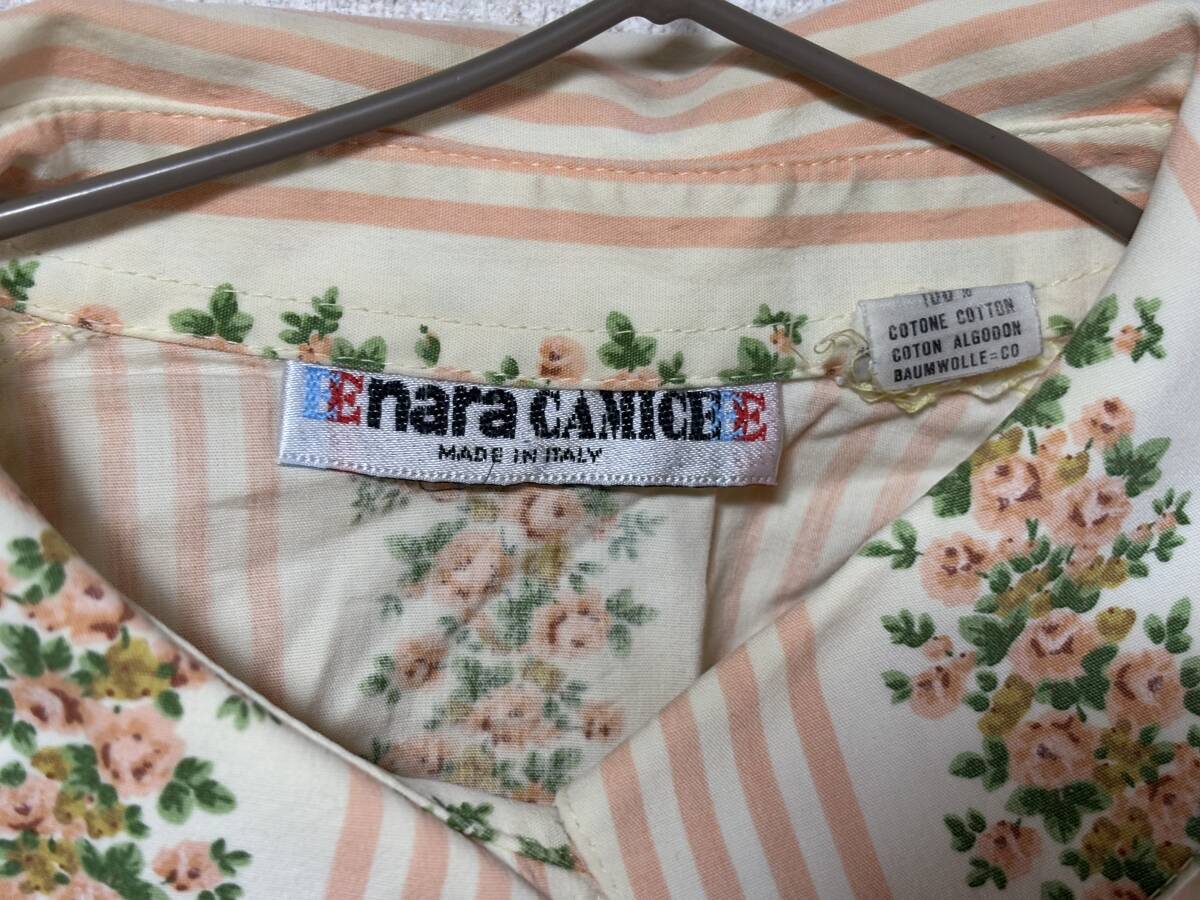 nara CAMICE
MADE IN ITALY
100%
COTONE COTTON
COTON ALGODON
BAUMWOLLE=CO